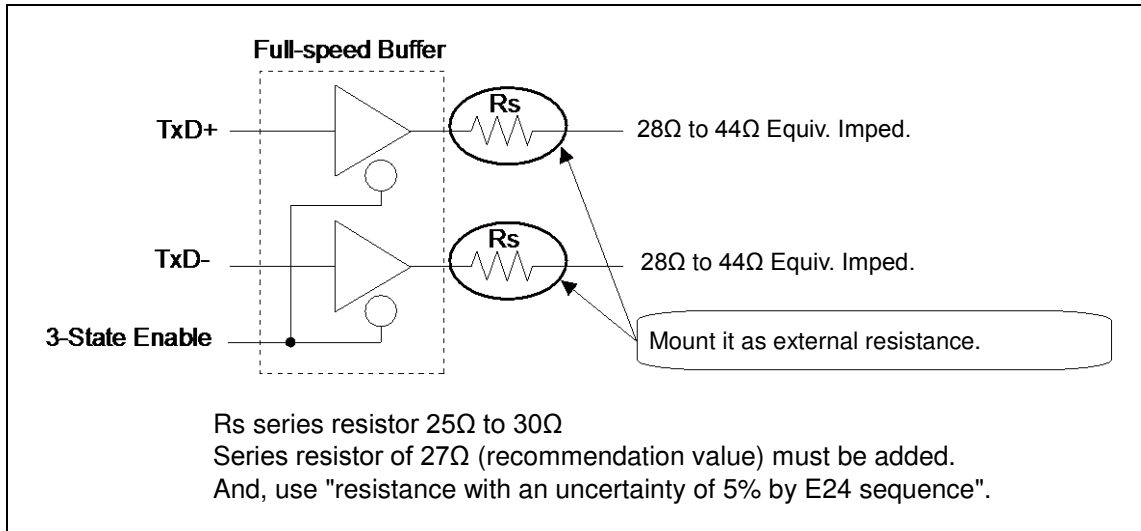 Full-speed Buffer
TxD+
Rs
28Ω to 44Ω Equiv. Imped.
TxD-
Rs
28Ω to 44Ω Equiv. Imped.
3-State Enable
Mount it as external resistance.
Rs series resistor 25Ω to 30Ω
Series resistor of 27Ω (recommendation value) must be added.
And, use "resistance with an uncertainty of 5% by E24 sequence".